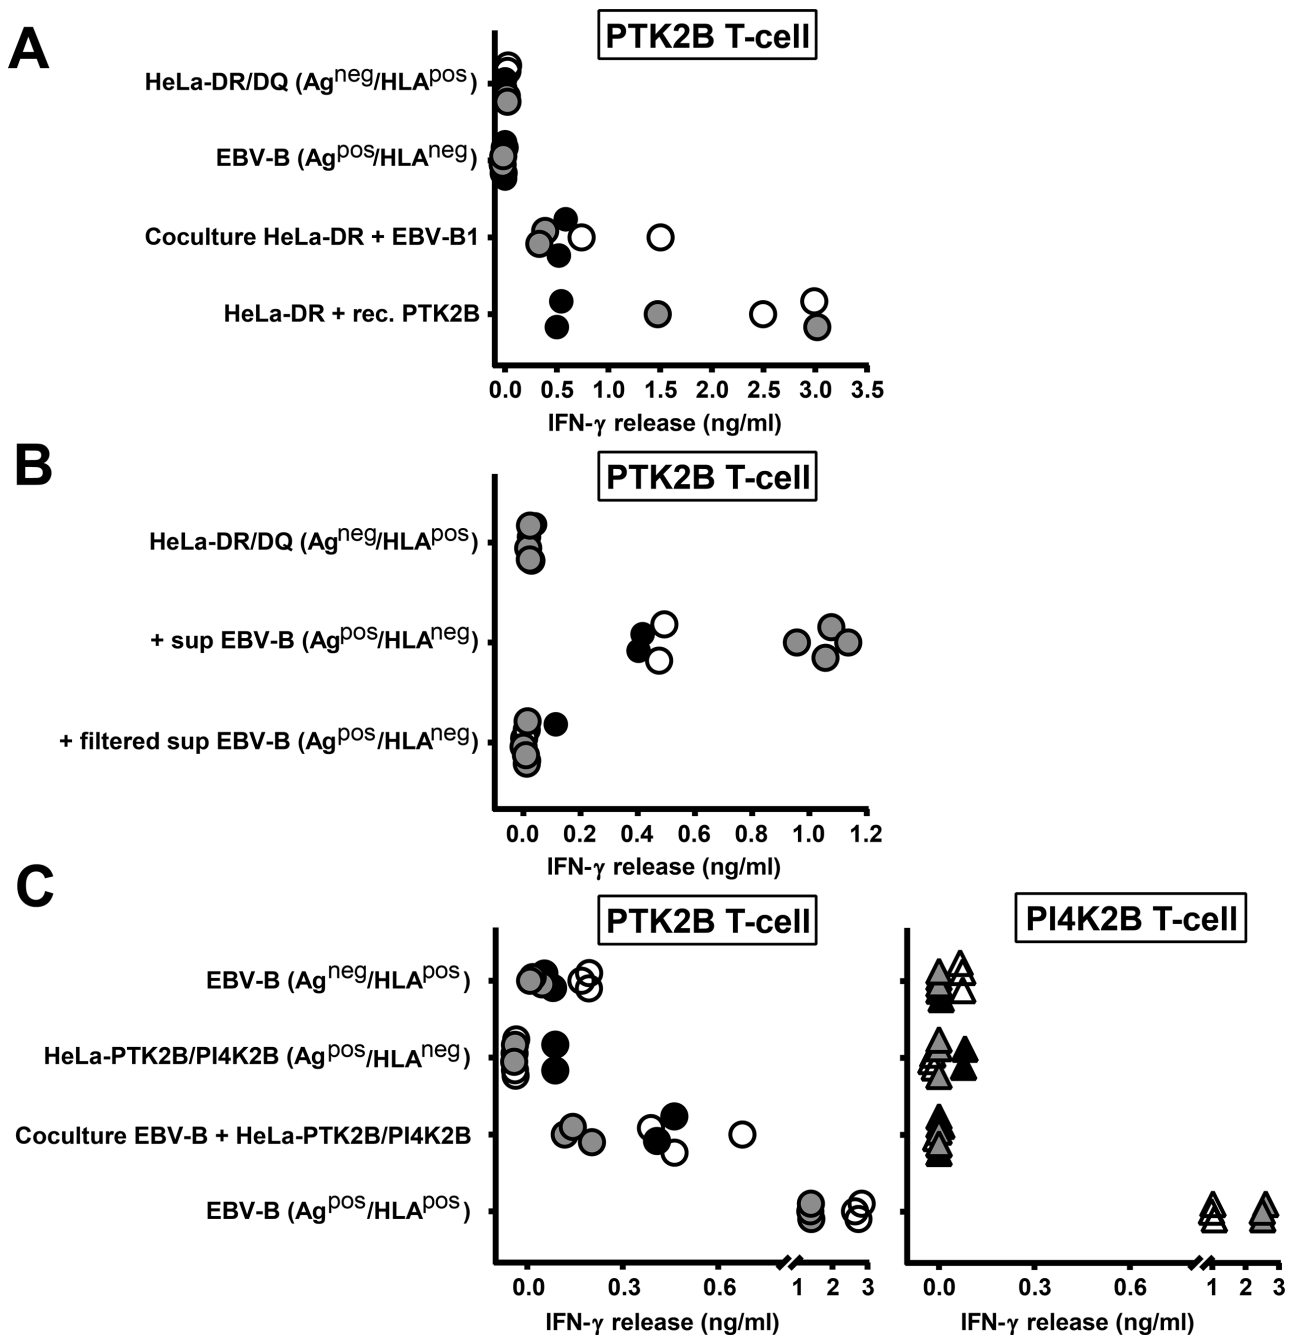 A
PTK2B T-cell
HeLa-DR/DQ (Agneg/HLApos)
EBV-B (Agpos/HLAneg)
Coculture HeLa-DR + EBV-B1
HeLa-DR + rec. PTK2B
0.0 0.5 1.0 1.5 2.0 2.5 3.0 3.5
IFN-γ release (ng/ml)
B
PTK2B T-cell
HeLa-DR/DQ (Agneg/HLApos)
+ sup EBV-B (Agpos/HLAneg)
+ filtered sup EBV-B (Agpos/HLAneg)
0.0 0.2 0.4 0.6 0.8 1.0 1.2
IFN-γ release (ng/ml)
C
PTK2B T-cell PI4K2B T-cell
EBV-B (Agneg/HLApos)
HeLa-PTK2B/PI4K2B (Agpos/HLAneg)
Coculture EBV-B + HeLa-PTK2B/PI4K2B
EBV-B (Agpos/HLApos)
0.0 0.3 0.6 1 2 3 0.0 0.3 0.6 1 2 3
IFN-γ release (ng/ml) IFN-γ release (ng/ml)